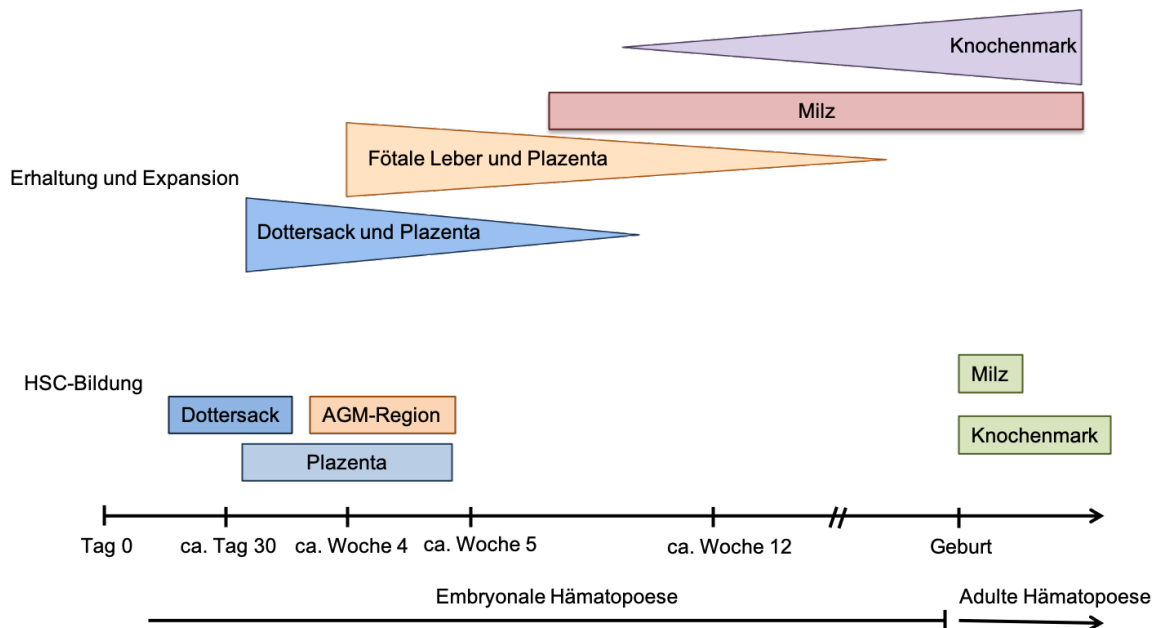 Knochenmark
Milz
Fötale Leber und Plazenta
Erhaltung und Expansion
Dottersack und Plazenta
HSC-Bildung
Milz
Dottersack
AGM-Region
Knochenmark
Plazenta
Tag 0
ca. Tag 30
ca. Woche 4
ca. Woche 5
ca. Woche 12
Geburt
Embryonale Hämatopoese
Adulte Hämatopoese